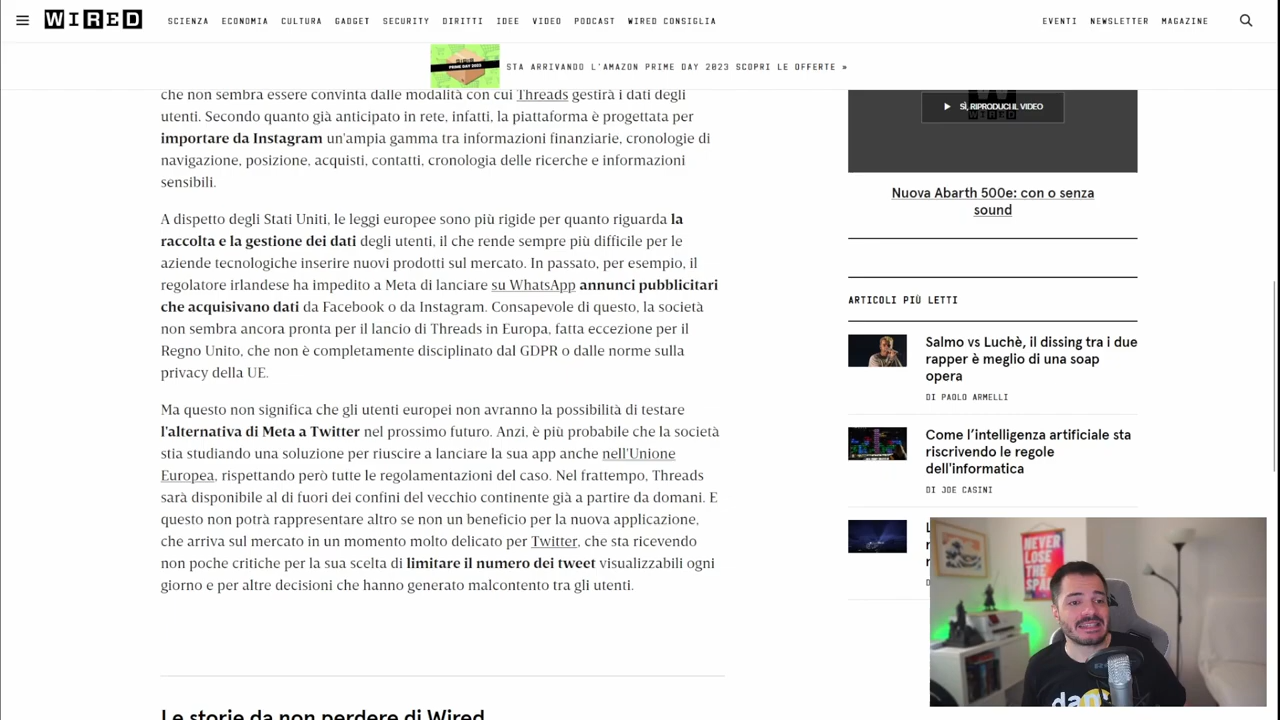 WIRED
SCIENZA ECONOMIA CULTURA GADGET SECURITY DIRITTI IDEE VIDEO PODCAST WIRED CONSIGLIA
EVENTI NEWSLETTER MAGAZINE
PRIME DAY 2023
STA ARRIVANDO L'AMAZON PRIME DAY 2023 SCOPRI LE OFFERTE »
che non sembra essere convinta dalle modalità con cui Threads gestirà i dati degli
utenti. Secondo quanto già anticipato in rete, infatti, la piattaforma è progettata per
importare da Instagram un'ampia gamma tra informazioni finanziarie, cronologie di
navigazione, posizione, acquisti, contatti, cronologia delle ricerche e informazioni
sensibili.
A dispetto degli Stati Uniti, le leggi europee sono più rigide per quanto riguarda la
raccolta e la gestione dei dati degli utenti, il che rende sempre più difficile per le
aziende tecnologiche inserire nuovi prodotti sul mercato. In passato, per esempio, il
regolatore irlandese ha impedito a Meta di lanciare su WhatsApp annunci pubblicitari
che acquisivano dati da Facebook o da Instagram. Consapevole di questo, la società
non sembra ancora pronta per il lancio di Threads in Europa, fatta eccezione per il
Regno Unito, che non è completamente disciplinato dal GDPR o dalle norme sulla
privacy della UE.
Ma questo non significa che gli utenti europei non avranno la possibilità di testare
l'alternativa di Meta a Twitter nel prossimo futuro. Anzi, è più probabile che la società
stia studiando una soluzione per riuscire a lanciare la sua app anche nell'Unione
Europea, rispettando però tutte le regolamentazioni del caso. Nel frattempo, Threads
sarà disponibile al di fuori dei confini del vecchio continente già a partire da domani. E
questo non potrà rappresentare altro se non un beneficio per la nuova applicazione,
che arriva sul mercato in un momento molto delicato per Twitter, che sta ricevendo
non poche critiche per la sua scelta di limitare il numero dei tweet visualizzabili ogni
giorno e per altre decisioni che hanno generato malcontento tra gli utenti.
Le storie da non perdere di Wired
SÌ, RIPRODUCI IL VIDEO
WIRED
Nuova Abarth 500e: con o senza
sound
ARTICOLI PIÙ LETTI
Salmo vs Luchè, il dissing tra i due
rapper è meglio di una soap
opera
DI PAOLO ARMELLI
Come l'intelligenza artificiale sta
riscrivendo le regole
dell'informatica
DI JOE CASINI
NEVER
LOSE
THE